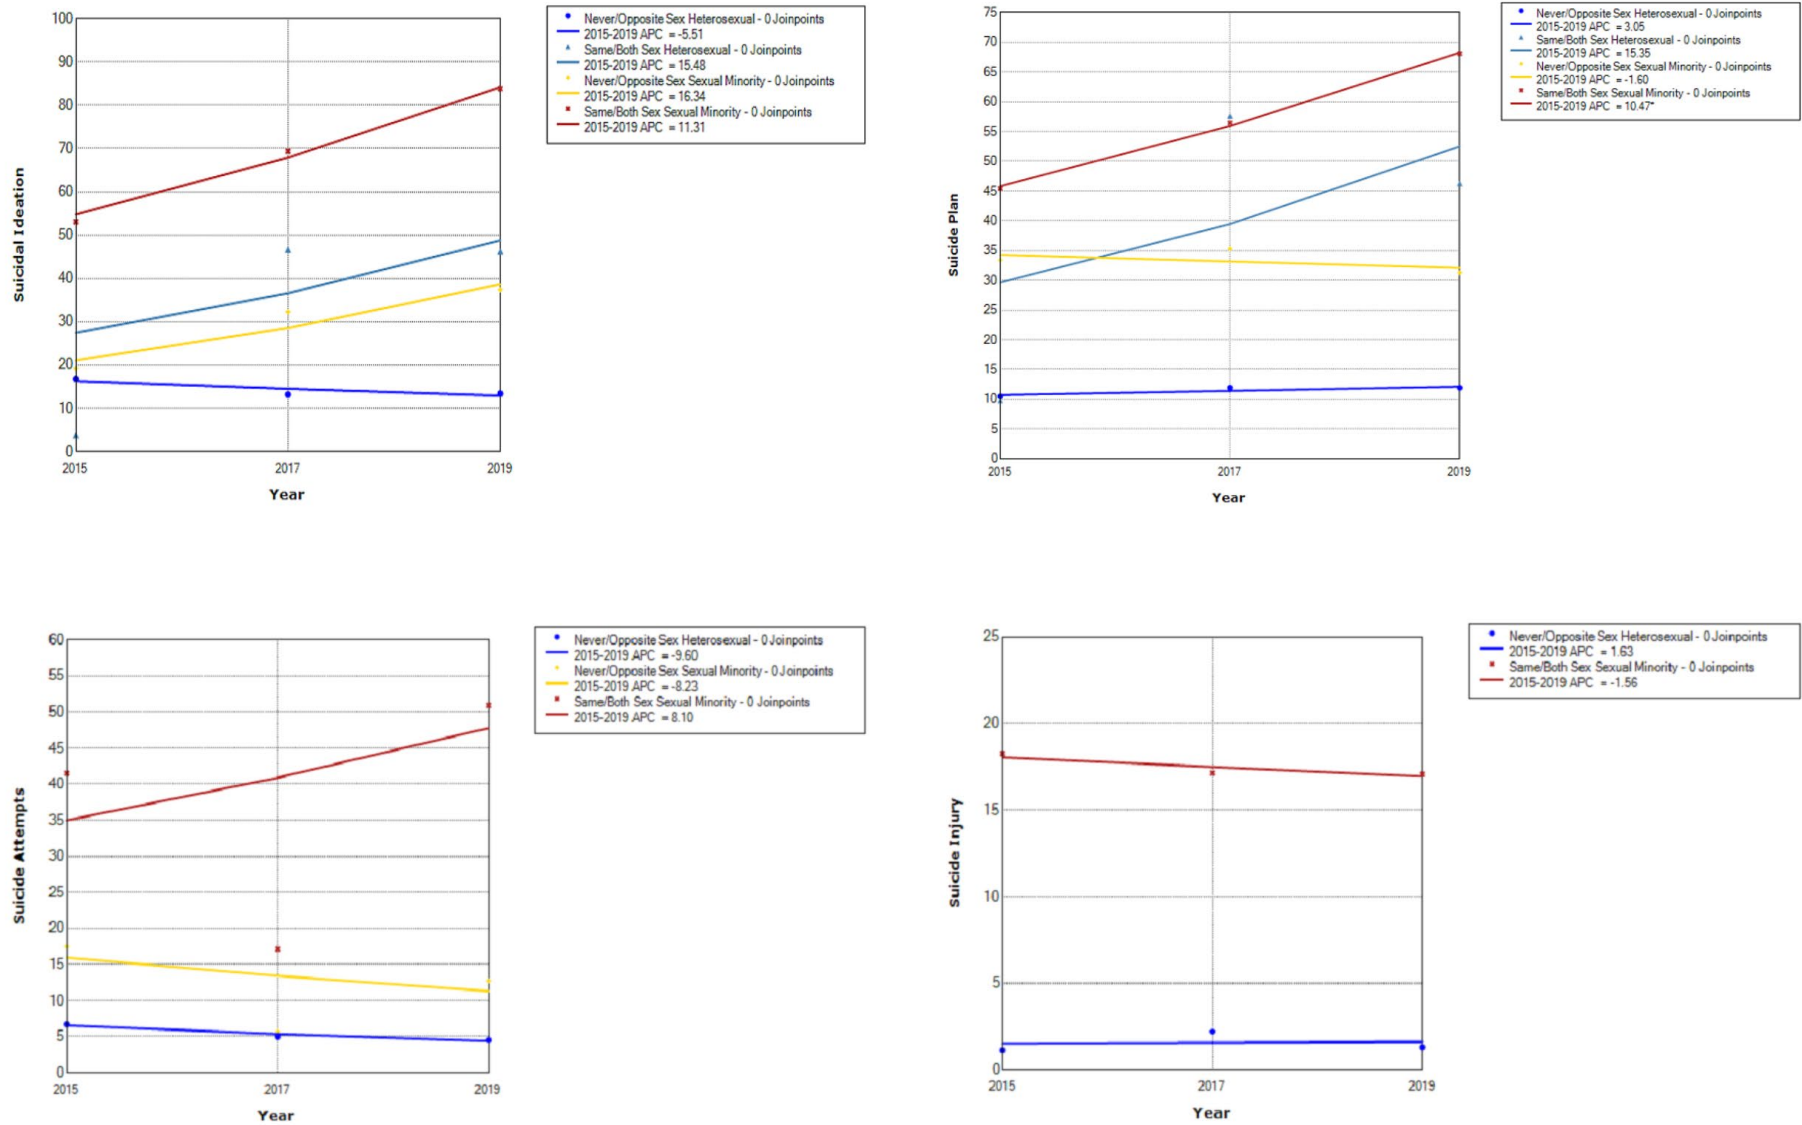 100
90
80
70
60
50
40
30
20
10
0
2015
2017
2019
Suicidal Ideation
Year
Never/Opposite Sex Heterosexual - 0 Joinpoints
2015-2019 APC = -5.51
Same/Both Sex Heterosexual - 0 Joinpoints
2015-2019 APC = 15.48
Never/Opposite Sex Sexual Minority - 0 Joinpoints
2015-2019 APC = 16.34
Same/Both Sex Sexual Minority - 0 Joinpoints
2015-2019 APC = 11.31
75
70
65
60
55
50
45
40
35
30
25
20
15
10
5
0
2015
2017
2019
Suicide Plan
Year
Never/Opposite Sex Heterosexual - 0 Joinpoints
2015-2019 APC = 3.05
Same/Both Sex Heterosexual - 0 Joinpoints
2015-2019 APC = 15.35
Never/Opposite Sex Sexual Minority - 0 Joinpoints
2015-2019 APC = -1.60
Same/Both Sex Sexual Minority - 0 Joinpoints
2015-2019 APC = 10.47*
60
55
50
45
40
35
30
25
20
15
10
5
0
2015
2017
2019
Suicide Attempts
Year
Never/Opposite Sex Heterosexual - 0 Joinpoints
2015-2019 APC = -9.60
Never/Opposite Sex Sexual Minority - 0 Joinpoints
2015-2019 APC = -8.23
Same/Both Sex Sexual Minority - 0 Joinpoints
2015-2019 APC = 8.10
25
20
15
10
5
0
2015
2017
2019
Suicide Injury
Year
Never/Opposite Sex Heterosexual - 0 Joinpoints
2015-2019 APC = 1.63
Same/Both Sex Sexual Minority - 0 Joinpoints
2015-2019 APC = -1.56